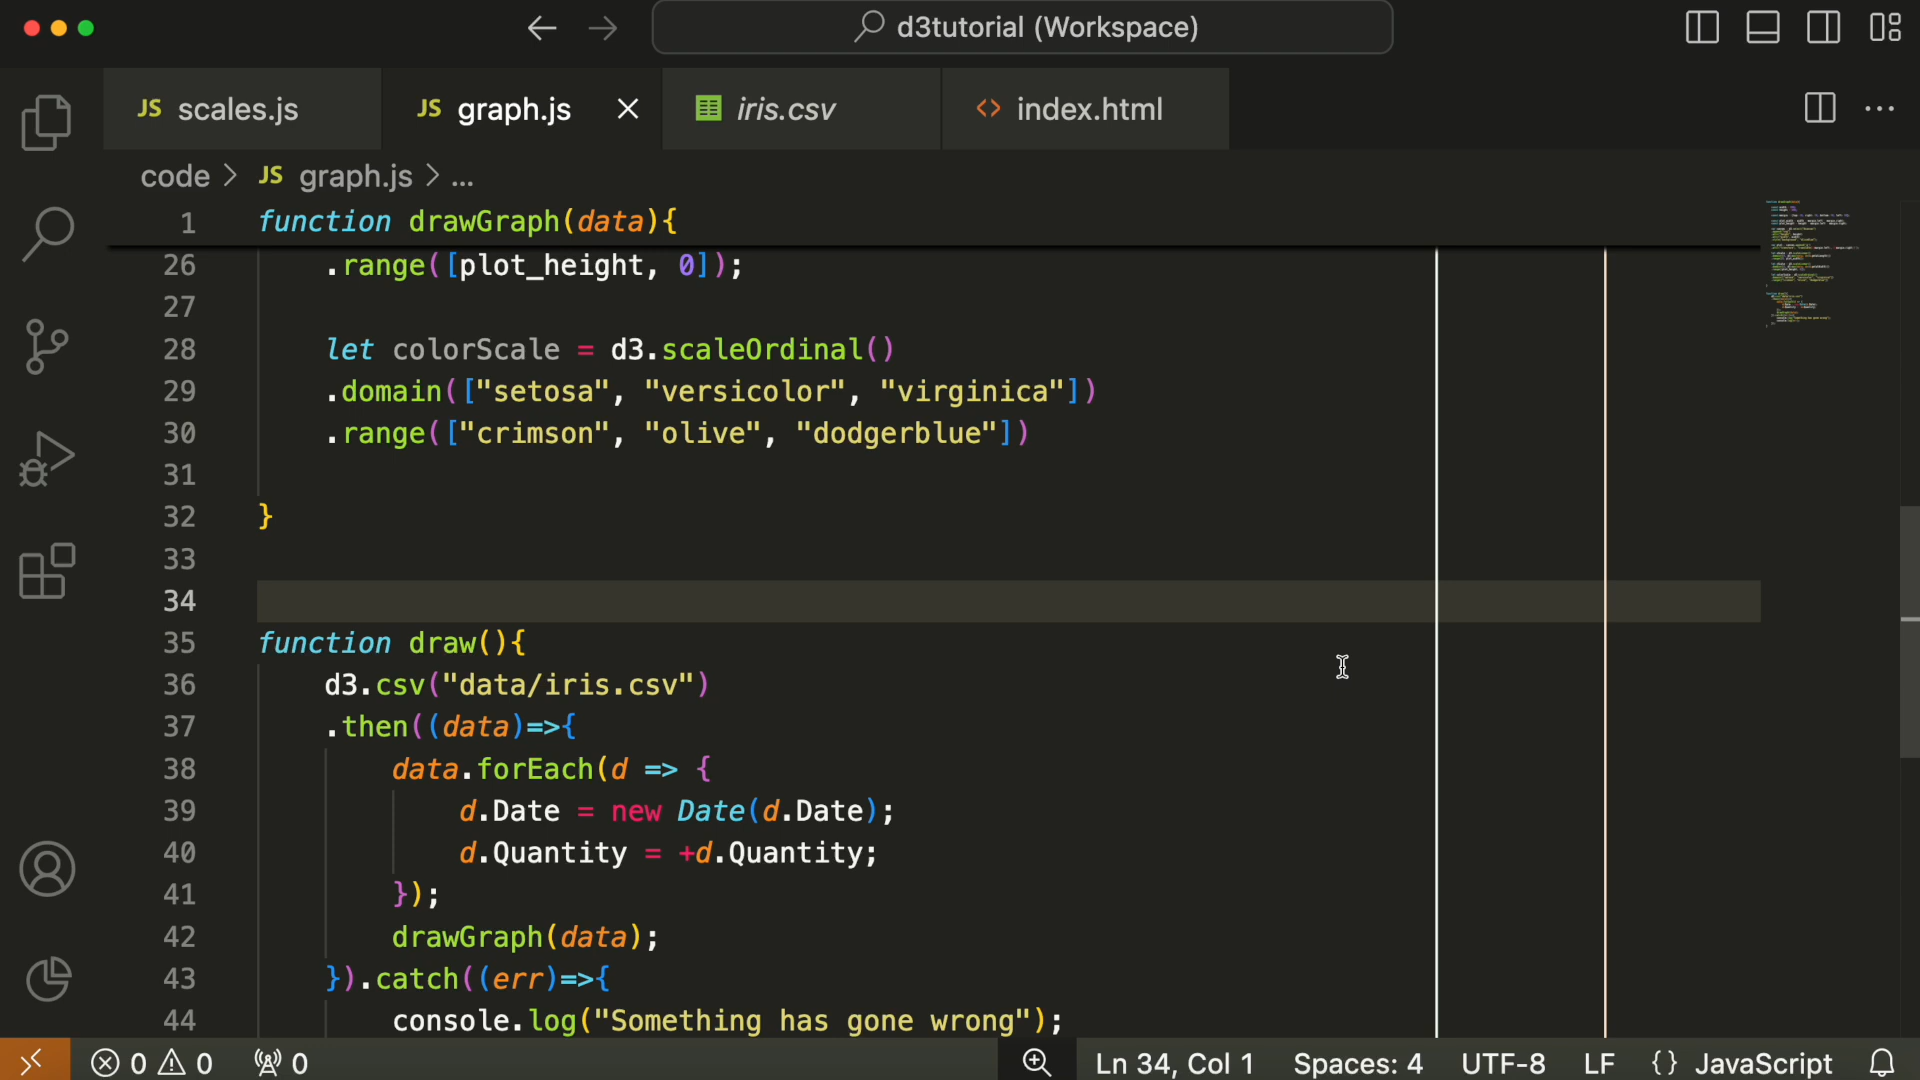 d3tutorial (Workspace)
JS scales.js
JS graph.js
iris.csv
<> index.html
code > JS graph.js > ...
1 function drawGraph(data){
26 .range([plot_height, 0]);
27
28 let colorScale = d3.scaleOrdinal()
29 .domain(["setosa", "versicolor", "virginica"])
30 .range(["crimson", "olive", "dodgerblue"])
31
32 }
33
34
35 function draw(){
36 d3.csv("data/iris.csv")
37 .then((data)=>{
38 data.forEach(d => {
39 d.Date = new Date(d.Date);
40 d.Quantity = +d.Quantity;
41 });
42 drawGraph(data);
43 }).catch((err)=>{
44 console.log("Something has gone wrong");
0 0 0 Ln 34, Col 1 Spaces: 4 UTF-8 LF {} JavaScript